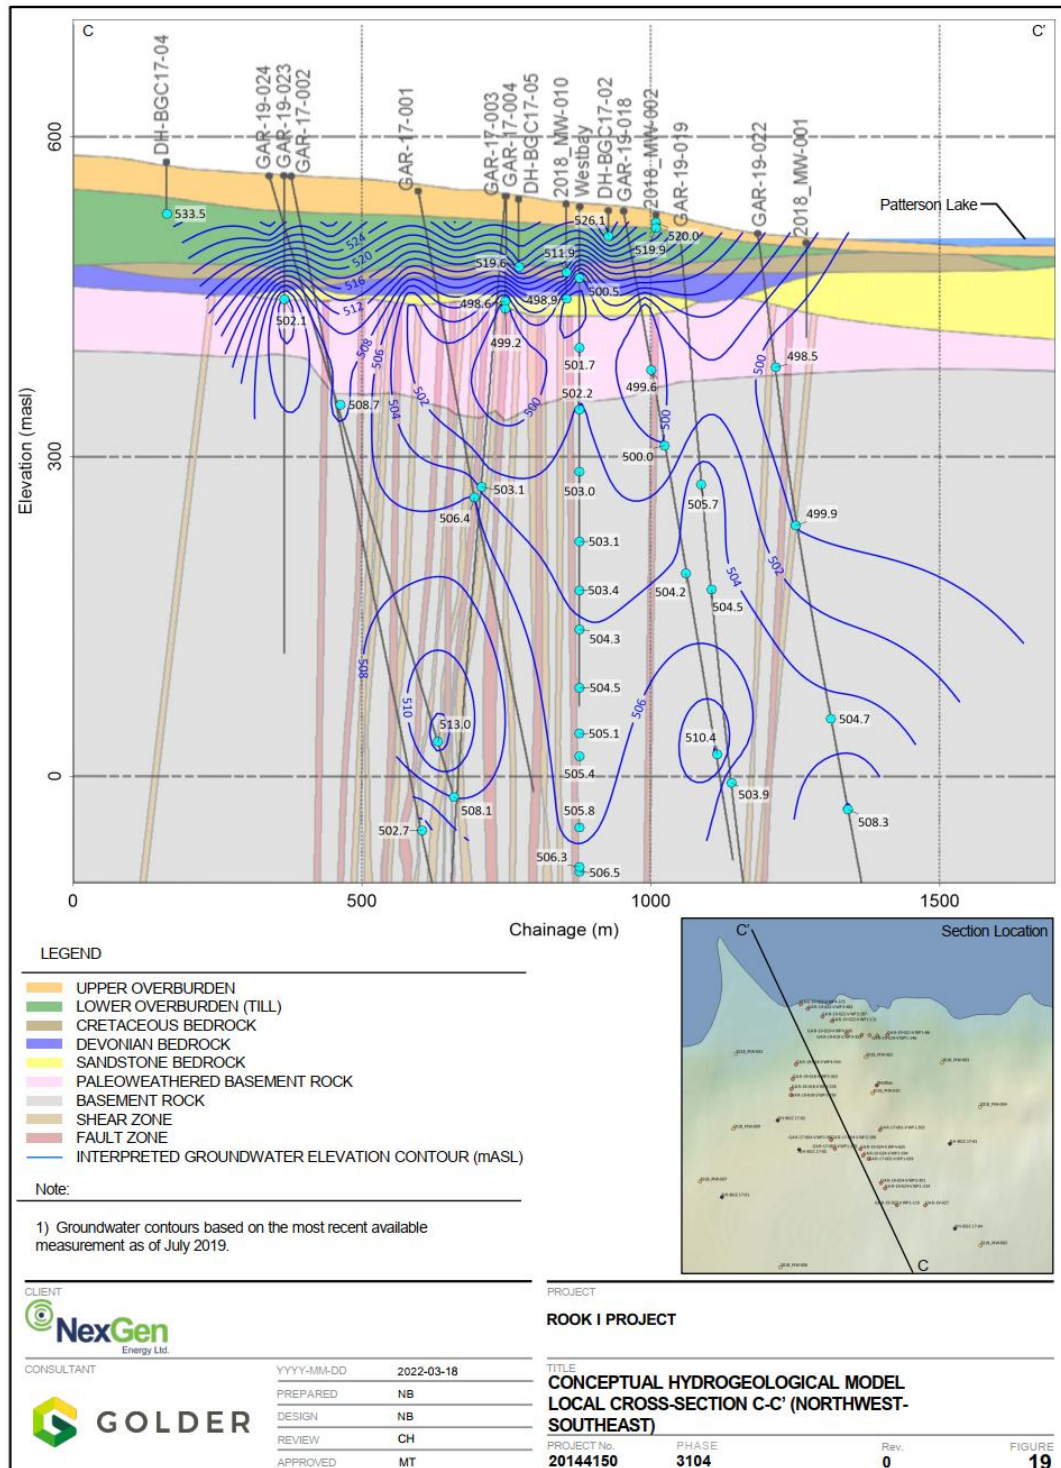 C
C'
DH-BGC17-04
GAR-19-024
GAR-19-023
GAR-17-002
GAR-17-001
GAR-17-003
GAR-17-004
DH-BGC17-05
2018_MW-010
Westbay
DH-BGC17-02
GAR-19-018
2018_MW-002
GAR-19-019
GAR-19-022
2018_MW-001
Patterson Lake
600
300
0
Elevation (masl)
533.5
526.1
524
520
516
512
519.6
511.9
519.9
520.0
502.1
498.6
498.9
500.5
499.2
508
506
504
502
500
501.7
499.6
500
500
498.5
508.7
502.2
500.0
503.1
506.4
503.0
505.7
499.9
503.1
502
504
503.4
504.2
504.5
504.3
508
504.5
506
510
513.0
504.7
505.1
510.4
505.4
503.9
508.1
508.3
502.7
505.8
506.3
506.5
0
500
1000
1500
Chainage (m)
LEGEND
UPPER OVERBURDEN
LOWER OVERBURDEN (TILL)
CRETACEOUS BEDROCK
DEVONIAN BEDROCK
SANDSTONE BEDROCK
PALEOWEATHERED BASEMENT ROCK
BASEMENT ROCK
SHEAR ZONE
FAULT ZONE
INTERPRETED GROUNDWATER ELEVATION CONTOUR (mASL)
Note:
1) Groundwater contours based on the most recent available
measurement as of July 2019.
C'
Section Location
C
CLIENT
NexGen
Energy Ltd.
CONSULTANT
GOLDER
YYYY-MM-DD 2022-03-18
PREPARED NB
DESIGN NB
REVIEW CH
APPROVED MT
PROJECT
ROOK I PROJECT
TITLE
CONCEPTUAL HYDROGEOLOGICAL MODEL
LOCAL CROSS-SECTION C-C' (NORTHWEST-
SOUTHEAST)
PROJECT No. PHASE Rev. FIGURE
20144150 3104 0 19